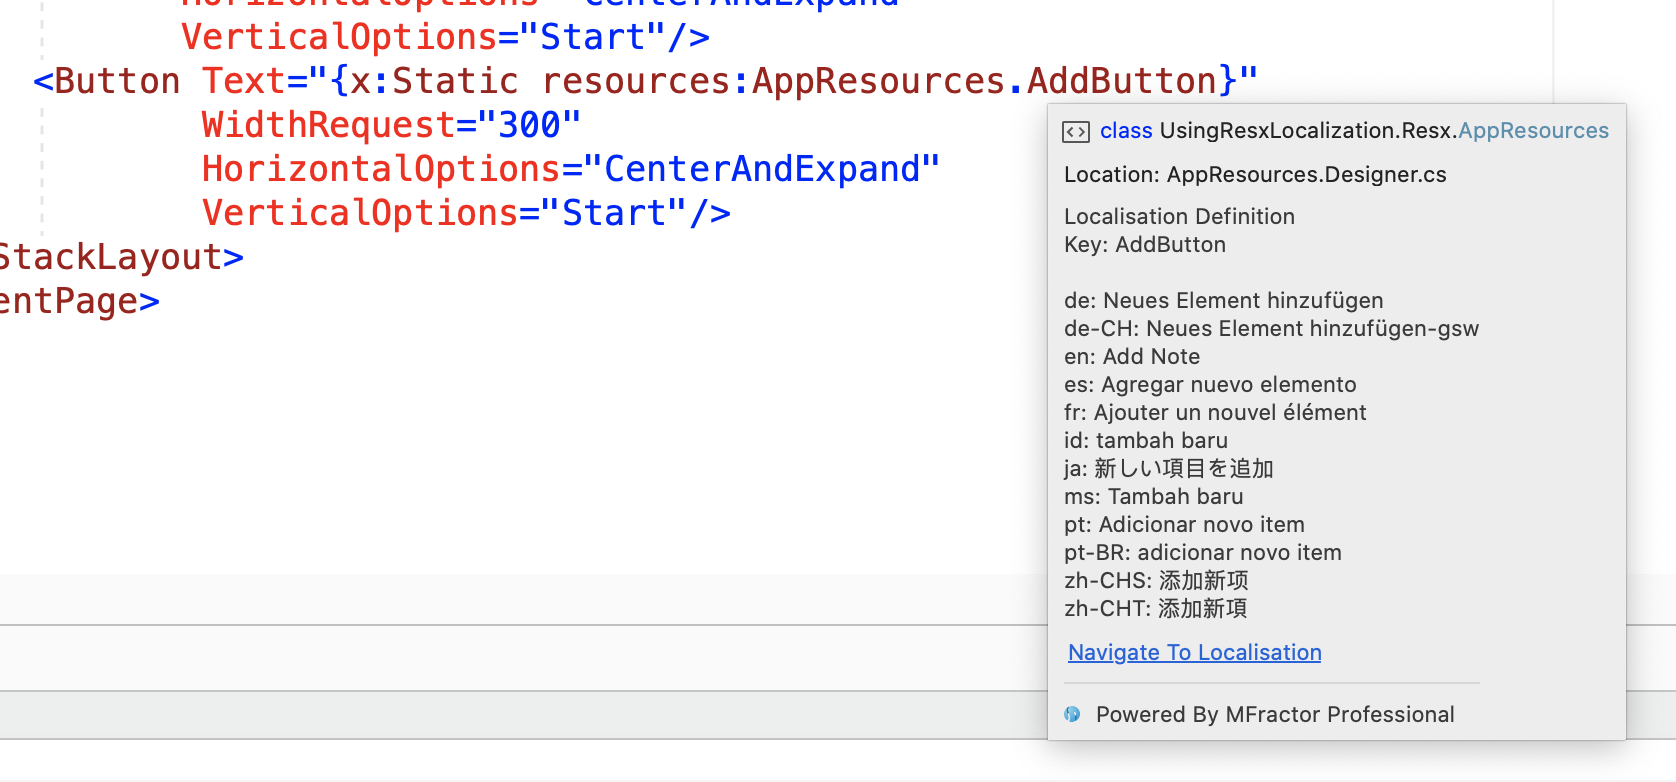 HorizontalOptions="CenterAndExpand"
VerticalOptions="Start"/>
<Button Text="{x:Static resources:AppResources.AddButton}"
WidthRequest="300"
HorizontalOptions="CenterAndExpand"
VerticalOptions="Start"/>
StackLayout>
entPage>
class UsingResxLocalization.Resx.AppResources
Location: AppResources.Designer.cs
Localisation Definition
Key: AddButton
de: Neues Element hinzufügen
de-CH: Neues Element hinzufügen-gsw
en: Add Note
es: Agregar nuevo elemento
fr: Ajouter un nouvel élément
id: tambah baru
ja: 新しい項目を追加
ms: Tambah baru
pt: Adicionar novo item
pt-BR: adicionar novo item
zh-CHS: 添加新项
zh-CHT: 添加新項
Navigate To Localisation
Powered By MFractor Professional